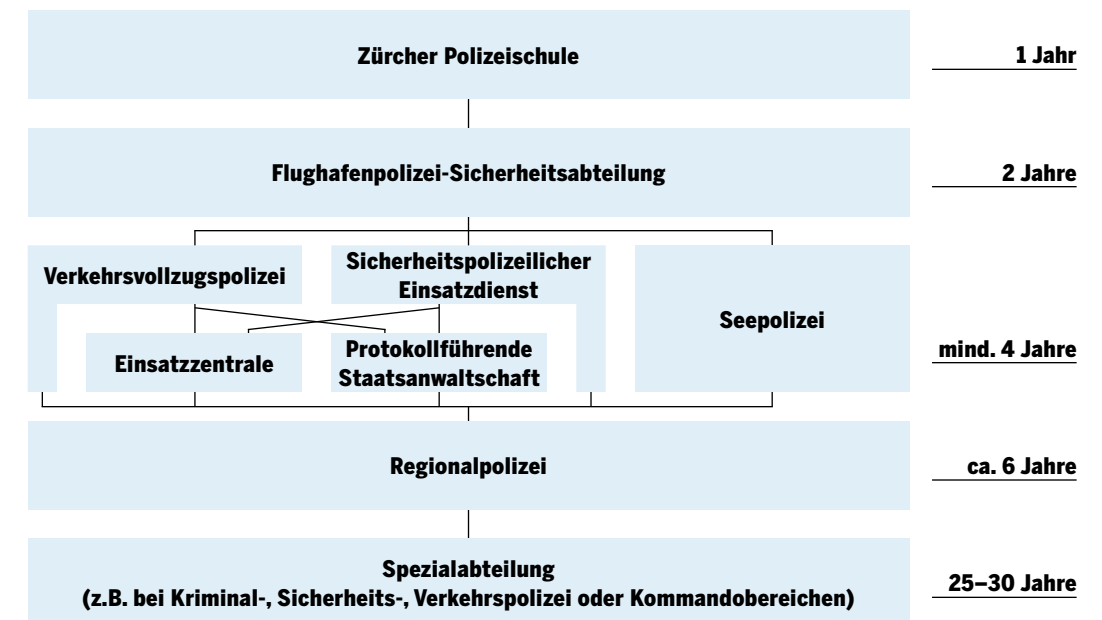 Zürcher Polizeischule
1 Jahr
Flughafenpolizei-Sicherheitsabteilung
2 Jahre
Verkehrsvollzugspolizei
Sicherheitspolizeilicher
Einsatzdienst
Seepolizei
Einsatzzentrale
Protokollführende
Staatsanwaltschaft
mind. 4 Jahre
Regionalpolizei
ca. 6 Jahre
Spezialabteilung
(z.B. bei Kriminal-, Sicherheits-, Verkehrspolizei oder Kommandobereichen)
25–30 Jahre